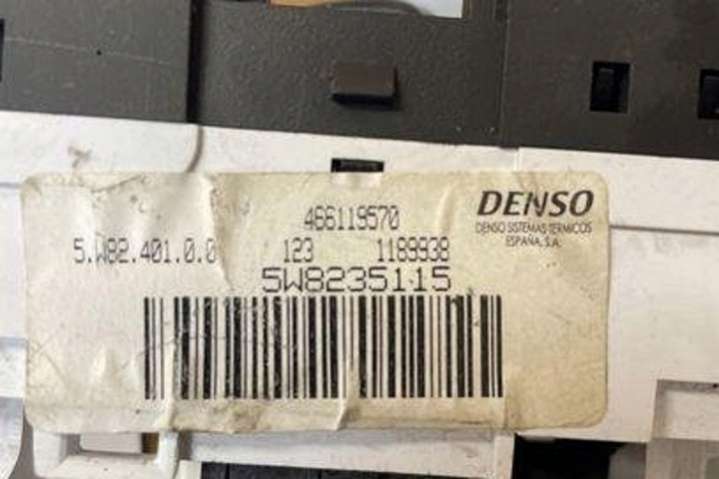 466119570
DENSO
DENSO SISTEMAS TERMICOS
ESPAÑA, S.A.
5.W82.401.0.0 123 1189938
5W8235115